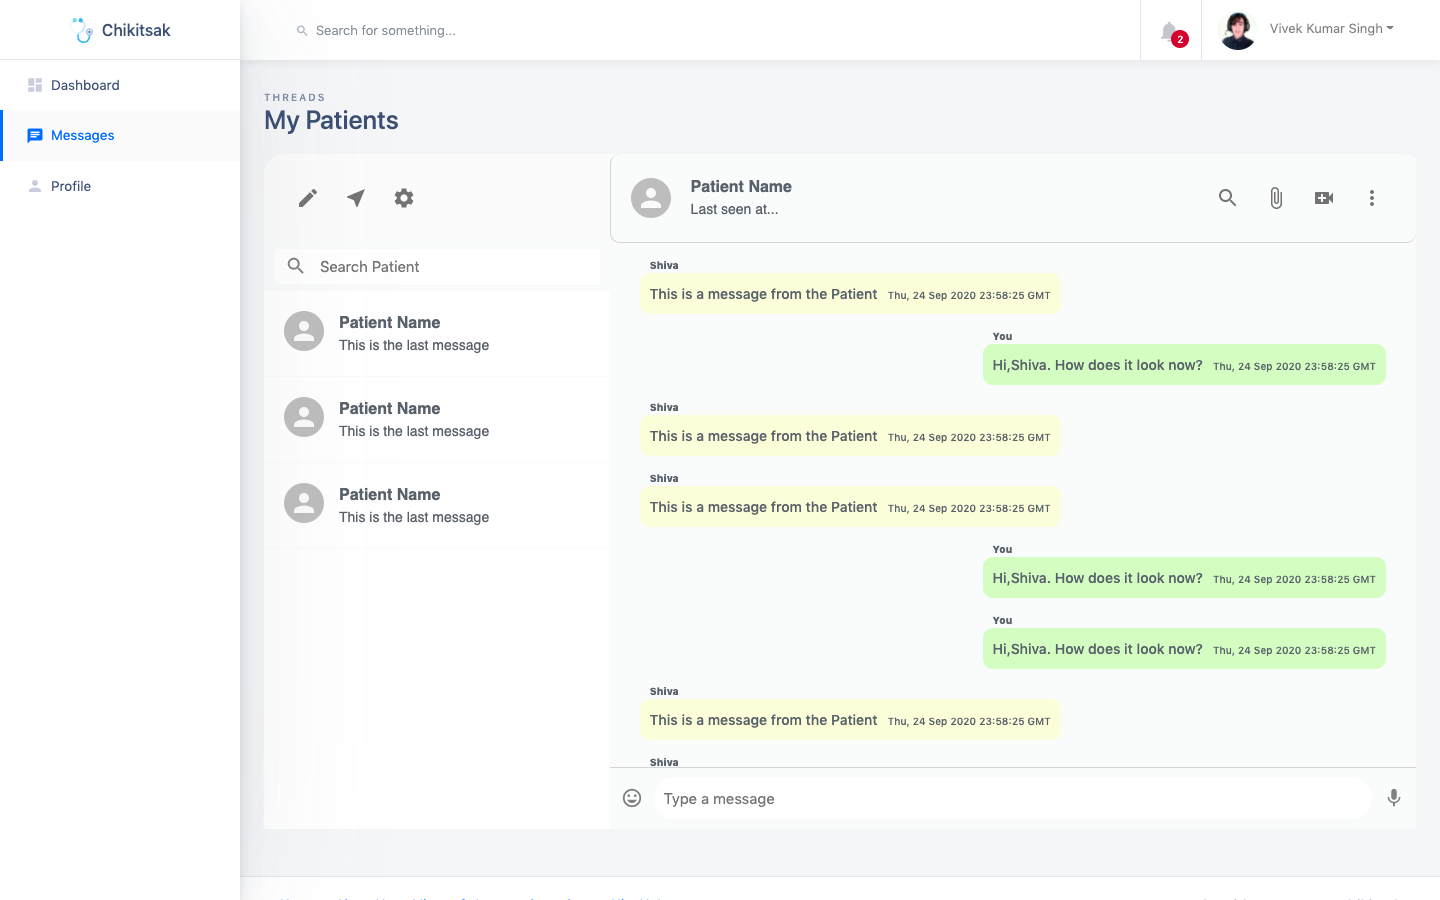 Chikitsak
Search for something...
2
Vivek Kumar Singh
Dashboard
Messages
Profile
THREADS
My Patients
Search Patient
Patient Name
This is the last message
Patient Name
This is the last message
Patient Name
This is the last message
Patient Name
Last seen at...
Shiva
This is a message from the Patient Thu, 24 Sep 2020 23:58:25 GMT
You
Hi,Shiva. How does it look now? Thu, 24 Sep 2020 23:58:25 GMT
Shiva
This is a message from the Patient Thu, 24 Sep 2020 23:58:25 GMT
Shiva
This is a message from the Patient Thu, 24 Sep 2020 23:58:25 GMT
You
Hi,Shiva. How does it look now? Thu, 24 Sep 2020 23:58:25 GMT
You
Hi,Shiva. How does it look now? Thu, 24 Sep 2020 23:58:25 GMT
Shiva
This is a message from the Patient Thu, 24 Sep 2020 23:58:25 GMT
Shiva
Type a message